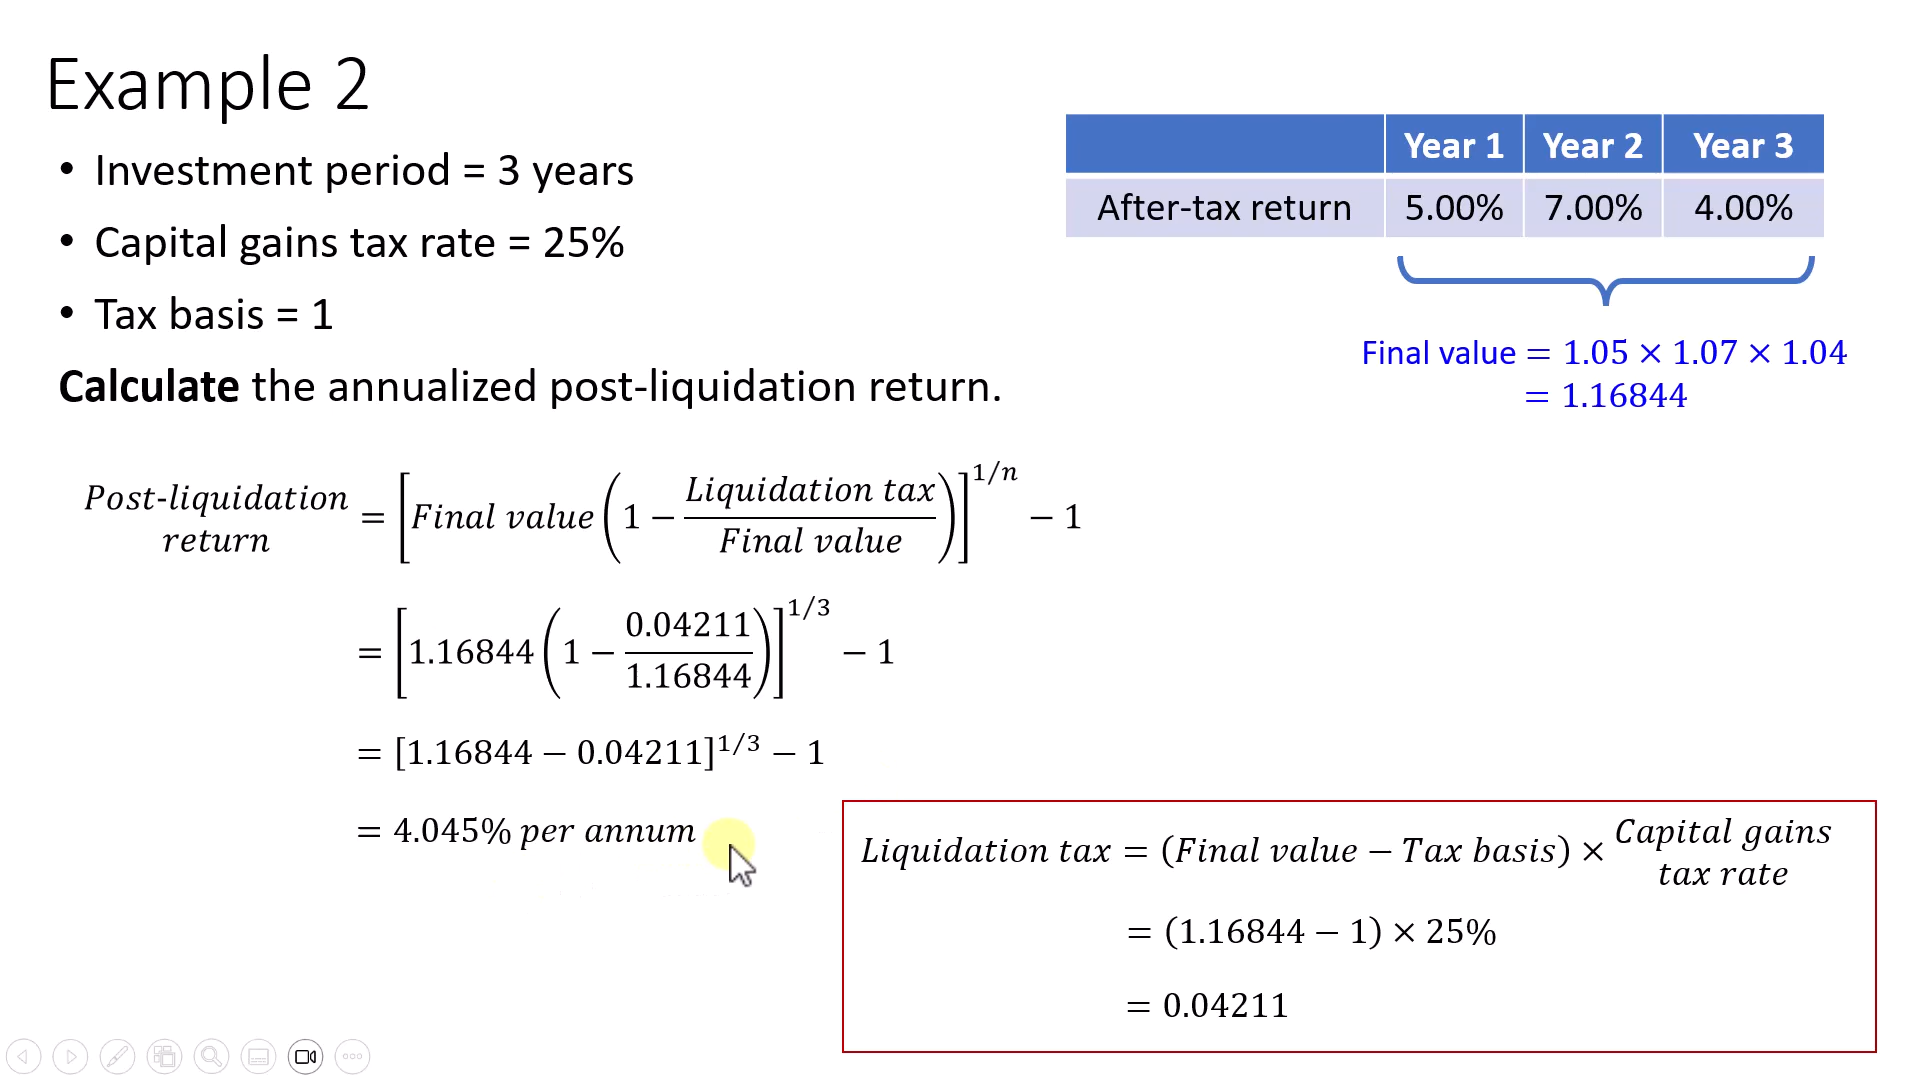 Example 2
• Investment period = 3 years
• Capital gains tax rate = 25%
• Tax basis = 1
Calculate the annualized post-liquidation return.
Year 1 Year 2 Year 3
After-tax return 5.00% 7.00% 4.00%
Final value = 1.05 × 1.07 × 1.04
= 1.16844
Post-liquidation return = [Final value (1 − Liquidation tax / Final value)]^1/n − 1
= [1.16844 (1 − 0.04211 / 1.16844)]^1/3 − 1
= [1.16844 − 0.04211]^1/3 − 1
= 4.045% per annum
Liquidation tax = (Final value − Tax basis) × Capital gains tax rate
= (1.16844 − 1) × 25%
= 0.04211